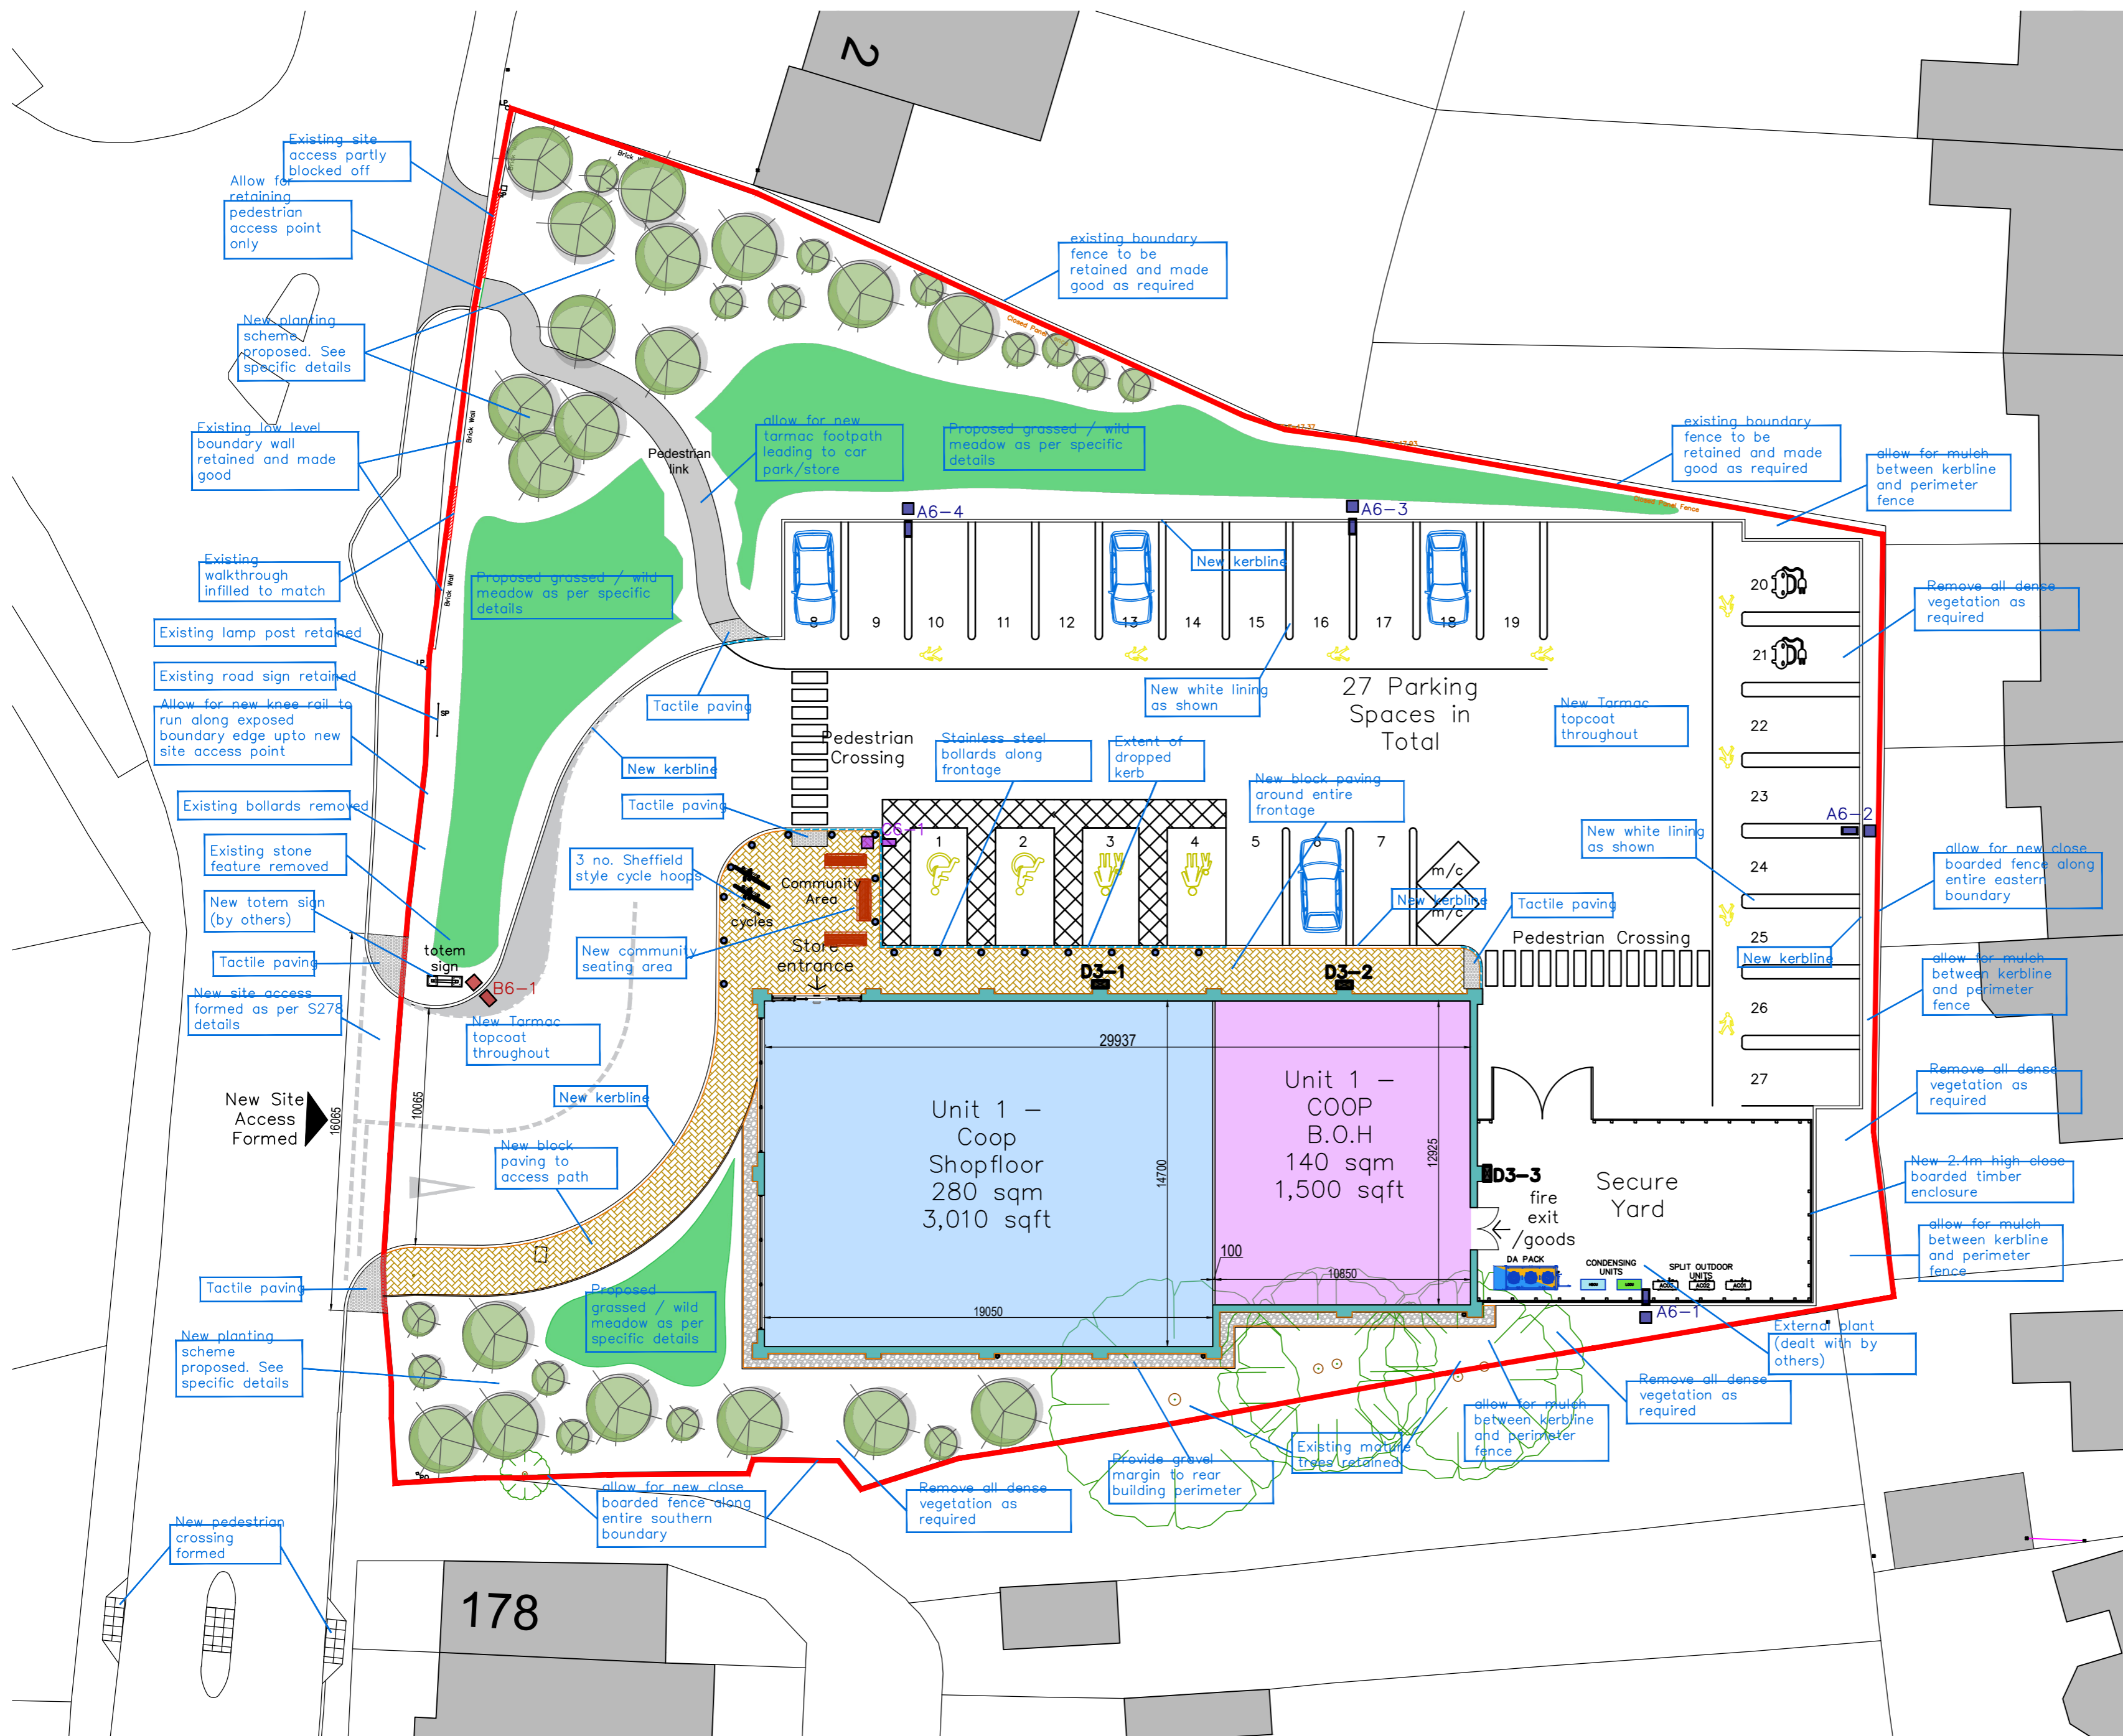 2
LP
Existing site
access partly
blocked off
Brick
Allow for
retaining
pedestrian
access point
only
existing boundary
fence to be
retained and made
good as required
New planting
scheme
proposed. See
specific details
Closed Panel
Existing low level
boundary wall
retained and made
good
Brick Wall
Pedestrian
link
allow for new
tarmac footpath
leading to car
park/store
Proposed grassed / wild
meadow as per specific
details
existing boundary
fence to be
retained and made
good as required
allow for mulch
between kerbline
and perimeter
fence
Closed Panel Fence
A6-4
A6-3
Existing
walkthrough
infilled to match
Brick Wall
Proposed grassed / wild
meadow as per specific
details
New kerbline
8
9
10
11
12
13
14
15
16
17
18
19
20
21
22
23
24
25
26
27
Remove all dense
vegetation as
required
Existing lamp post retained
LP
Existing road sign retained
SP
Allow for new knee rail to
run along exposed
boundary edge upto new
site access point
Tactile paving
New white lining
as shown
27 Parking
Spaces in
Total
New Tarmac
topcoat
throughout
New kerbline
Pedestrian
Crossing
Stainless steel
bollards along
frontage
Extent of
dropped
kerb
New block paving
around entire
frontage
Existing bollards removed
Tactile paving
C6-1
1
2
3
4
5
6
7
m/c
m/c
A6-2
New white lining
as shown
Existing stone
feature removed
3 no. Sheffield
style cycle hoops
Community
Area
cycles
New kerbline
Tactile paving
allow for new close
boarded fence along
entire eastern
boundary
New totem sign
(by others)
New community
seating area
Store
entrance
Pedestrian Crossing
New kerbline
Tactile paving
totem
sign
B6-1
D3-1
D3-2
allow for mulch
between kerbline
and perimeter
fence
New site access
formed as per S278
details
New Tarmac
topcoat
throughout
29937
New kerbline
New Site
Access
Formed
16065
10065
Unit 1 -
Coop
Shopfloor
280 sqm
3,010 sqft
14700
Unit 1 -
COOP
B.O.H
140 sqm
1,500 sqft
12925
Remove all dense
vegetation as
required
New block
paving to
access path
D3-3
fire
exit
/goods
Secure
Yard
New 2.4m high close
boarded timber
enclosure
allow for mulch
between kerbline
and perimeter
fence
100
10850
19050
DA PACK
CONDENSING
UNITS
SPLIT OUTDOOR
UNITS
AC03
AC02
AC01
A6-1
Tactile paving
Proposed
grassed / wild
meadow as per
specific details
New planting
scheme
proposed. See
specific details
External plant
(dealt with by
others)
Remove all dense
vegetation as
required
allow for mulch
between kerbline
and perimeter
fence
Existing mature
trees retained
Provide gravel
margin to rear
building perimeter
Remove all dense
vegetation as
required
allow for new close
boarded fence along
entire southern
boundary
PO
New pedestrian
crossing
formed
178